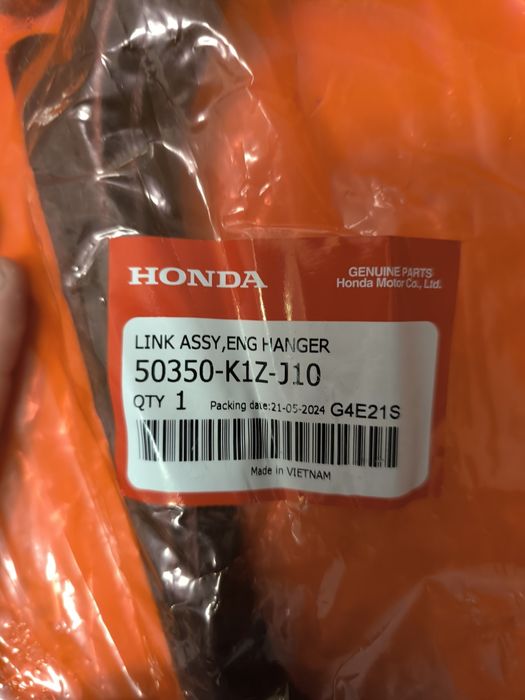 HONDA
GENUINE PARTS
Honda Motor Co., Ltd.
LINK ASSY,ENG HANGER
50350-K1Z-J10
QTY 1 Packing date:21-05-2024 G4E21S
Made in VIETNAM